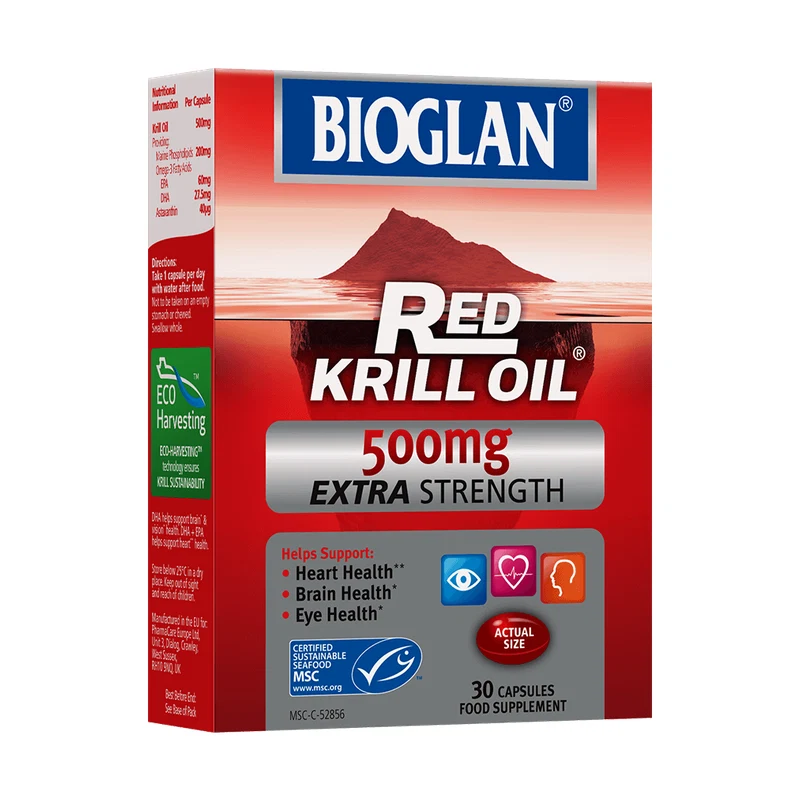 BIOGLAN®
RED
KRILL OIL®
500mg
EXTRA STRENGTH
Helps Support:
• Heart Health**
• Brain Health*
• Eye Health*
ACTUAL
SIZE
CERTIFIED
SUSTAINABLE
SEAFOOD
MSC
www.msc.org
TM
MSC-C-52856
30 CAPSULES
FOOD SUPPLEMENT
Nutritional
Information Per Capsule
Krill Oil 500mg
Providing:
Marine Phospholipids 200mg
Omega-3 Fatty Acids
EPA 60mg
DHA 27.5mg
Astaxanthin 40µg
Directions:
Take 1 capsule per day
with water after food.
Not to be taken on an empty
stomach or chewed.
Swallow whole.
TM
ECO
Harvesting
ECO-HARVESTING™
technology ensures
KRILL SUSTAINABILITY
DHA helps support brain* &
vision* health. DHA + EPA
helps support heart** health.
Store below 25°C in a dry
place. Keep out of sight
and reach of children.
Manufactured in the EU for:
PharmaCare Europe Ltd,
Unit 3, Dialog, Crawley,
West Sussex,
RH10 9NQ, UK
Best Before End:
See Base of Pack